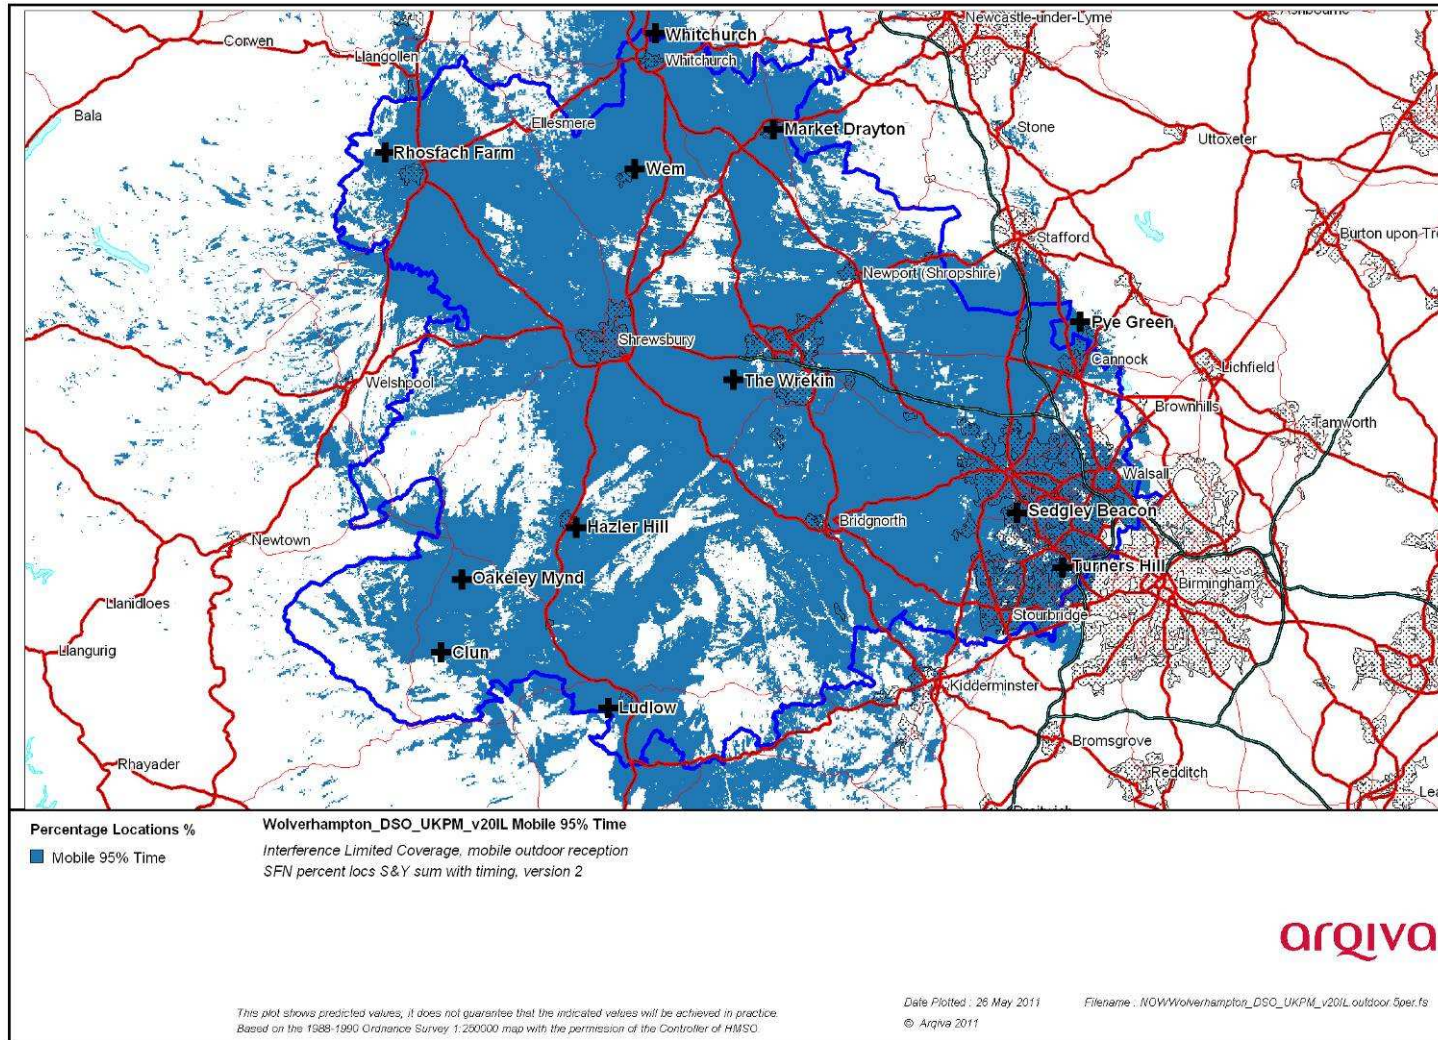 Whitchurch
Newcastle-under-Lyme
Corwen
Llangollen
Whitchurch
Bala
Ellesmere
Market Drayton
Stone
Uttoxeter
Rhosfach Farm
Wem
Stafford
Burton upon Tre
Newport (Shropshire)
Pye Green
Shrewsbury
Cannock
Lichfield
Welshpool
The Wrekin
Brownhills
Tamworth
Walsall
Sedgley Beacon
Hazler Hill
Bridgnorth
Newtown
Oakeley Mynd
Turners Hill
Birmingham
Llanidloes
Stourbridge
Llangurig
Clun
Kidderminster
Ludlow
Bromsgrove
Rhayader
Redditch
Lea
Percentage Locations %
Mobile 95% Time
Wolverhampton_DSO_UKPM_v20IL Mobile 95% Time
Interference Limited Coverage, mobile outdoor reception
SFN percent locs S&Y sum with timing, version 2
arqiva
This plot shows predicted values; it does not guarantee that the indicated values will be achieved in practice.
Based on the 1988-1990 Ordnance Survey 1:250000 map with the permission of the Controller of HMSO
Date Plotted : 26 May 2011
© Arqiva 2011
Filename : NOWWolverhampton_DSO_UKPM_v20IL.outdoor.5per.fs